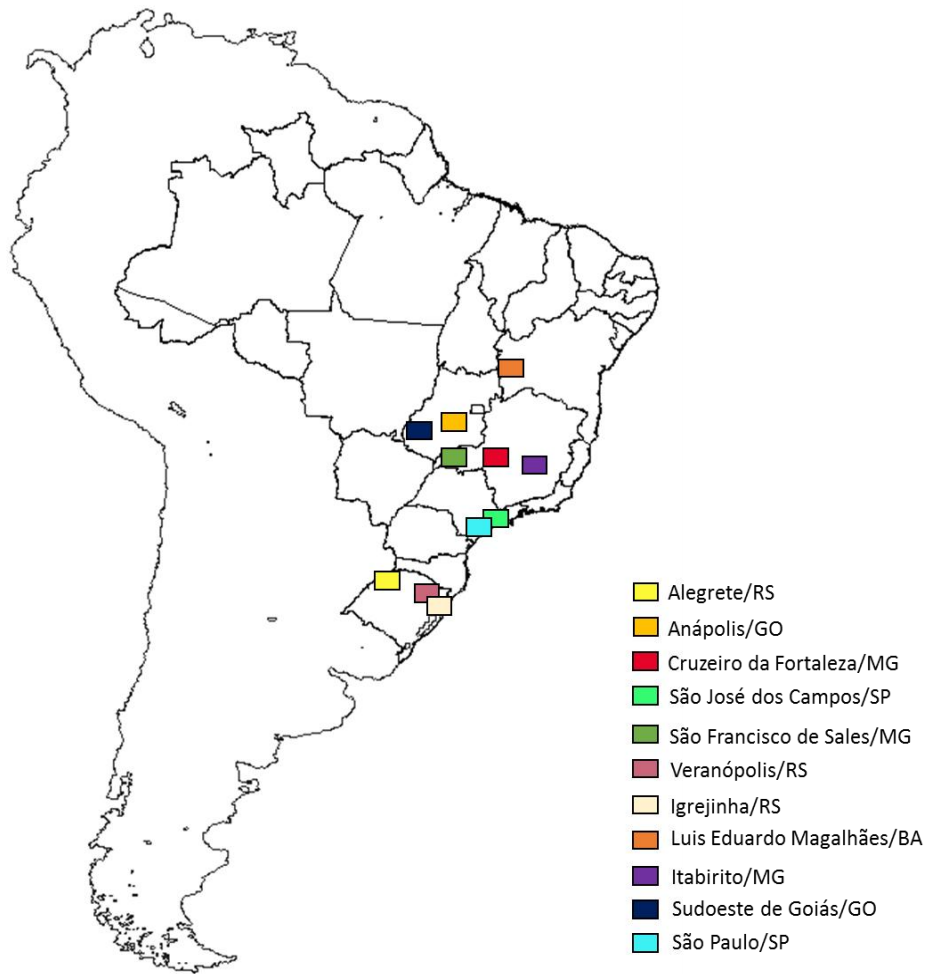 Alegrete/RS
Anápolis/GO
Cruzeiro da Fortaleza/MG
São José dos Campos/SP
São Francisco de Sales/MG
Veranópolis/RS
Igrejinha/RS
Luis Eduardo Magalhães/BA
Itabirito/MG
Sudoeste de Goiás/GO
São Paulo/SP